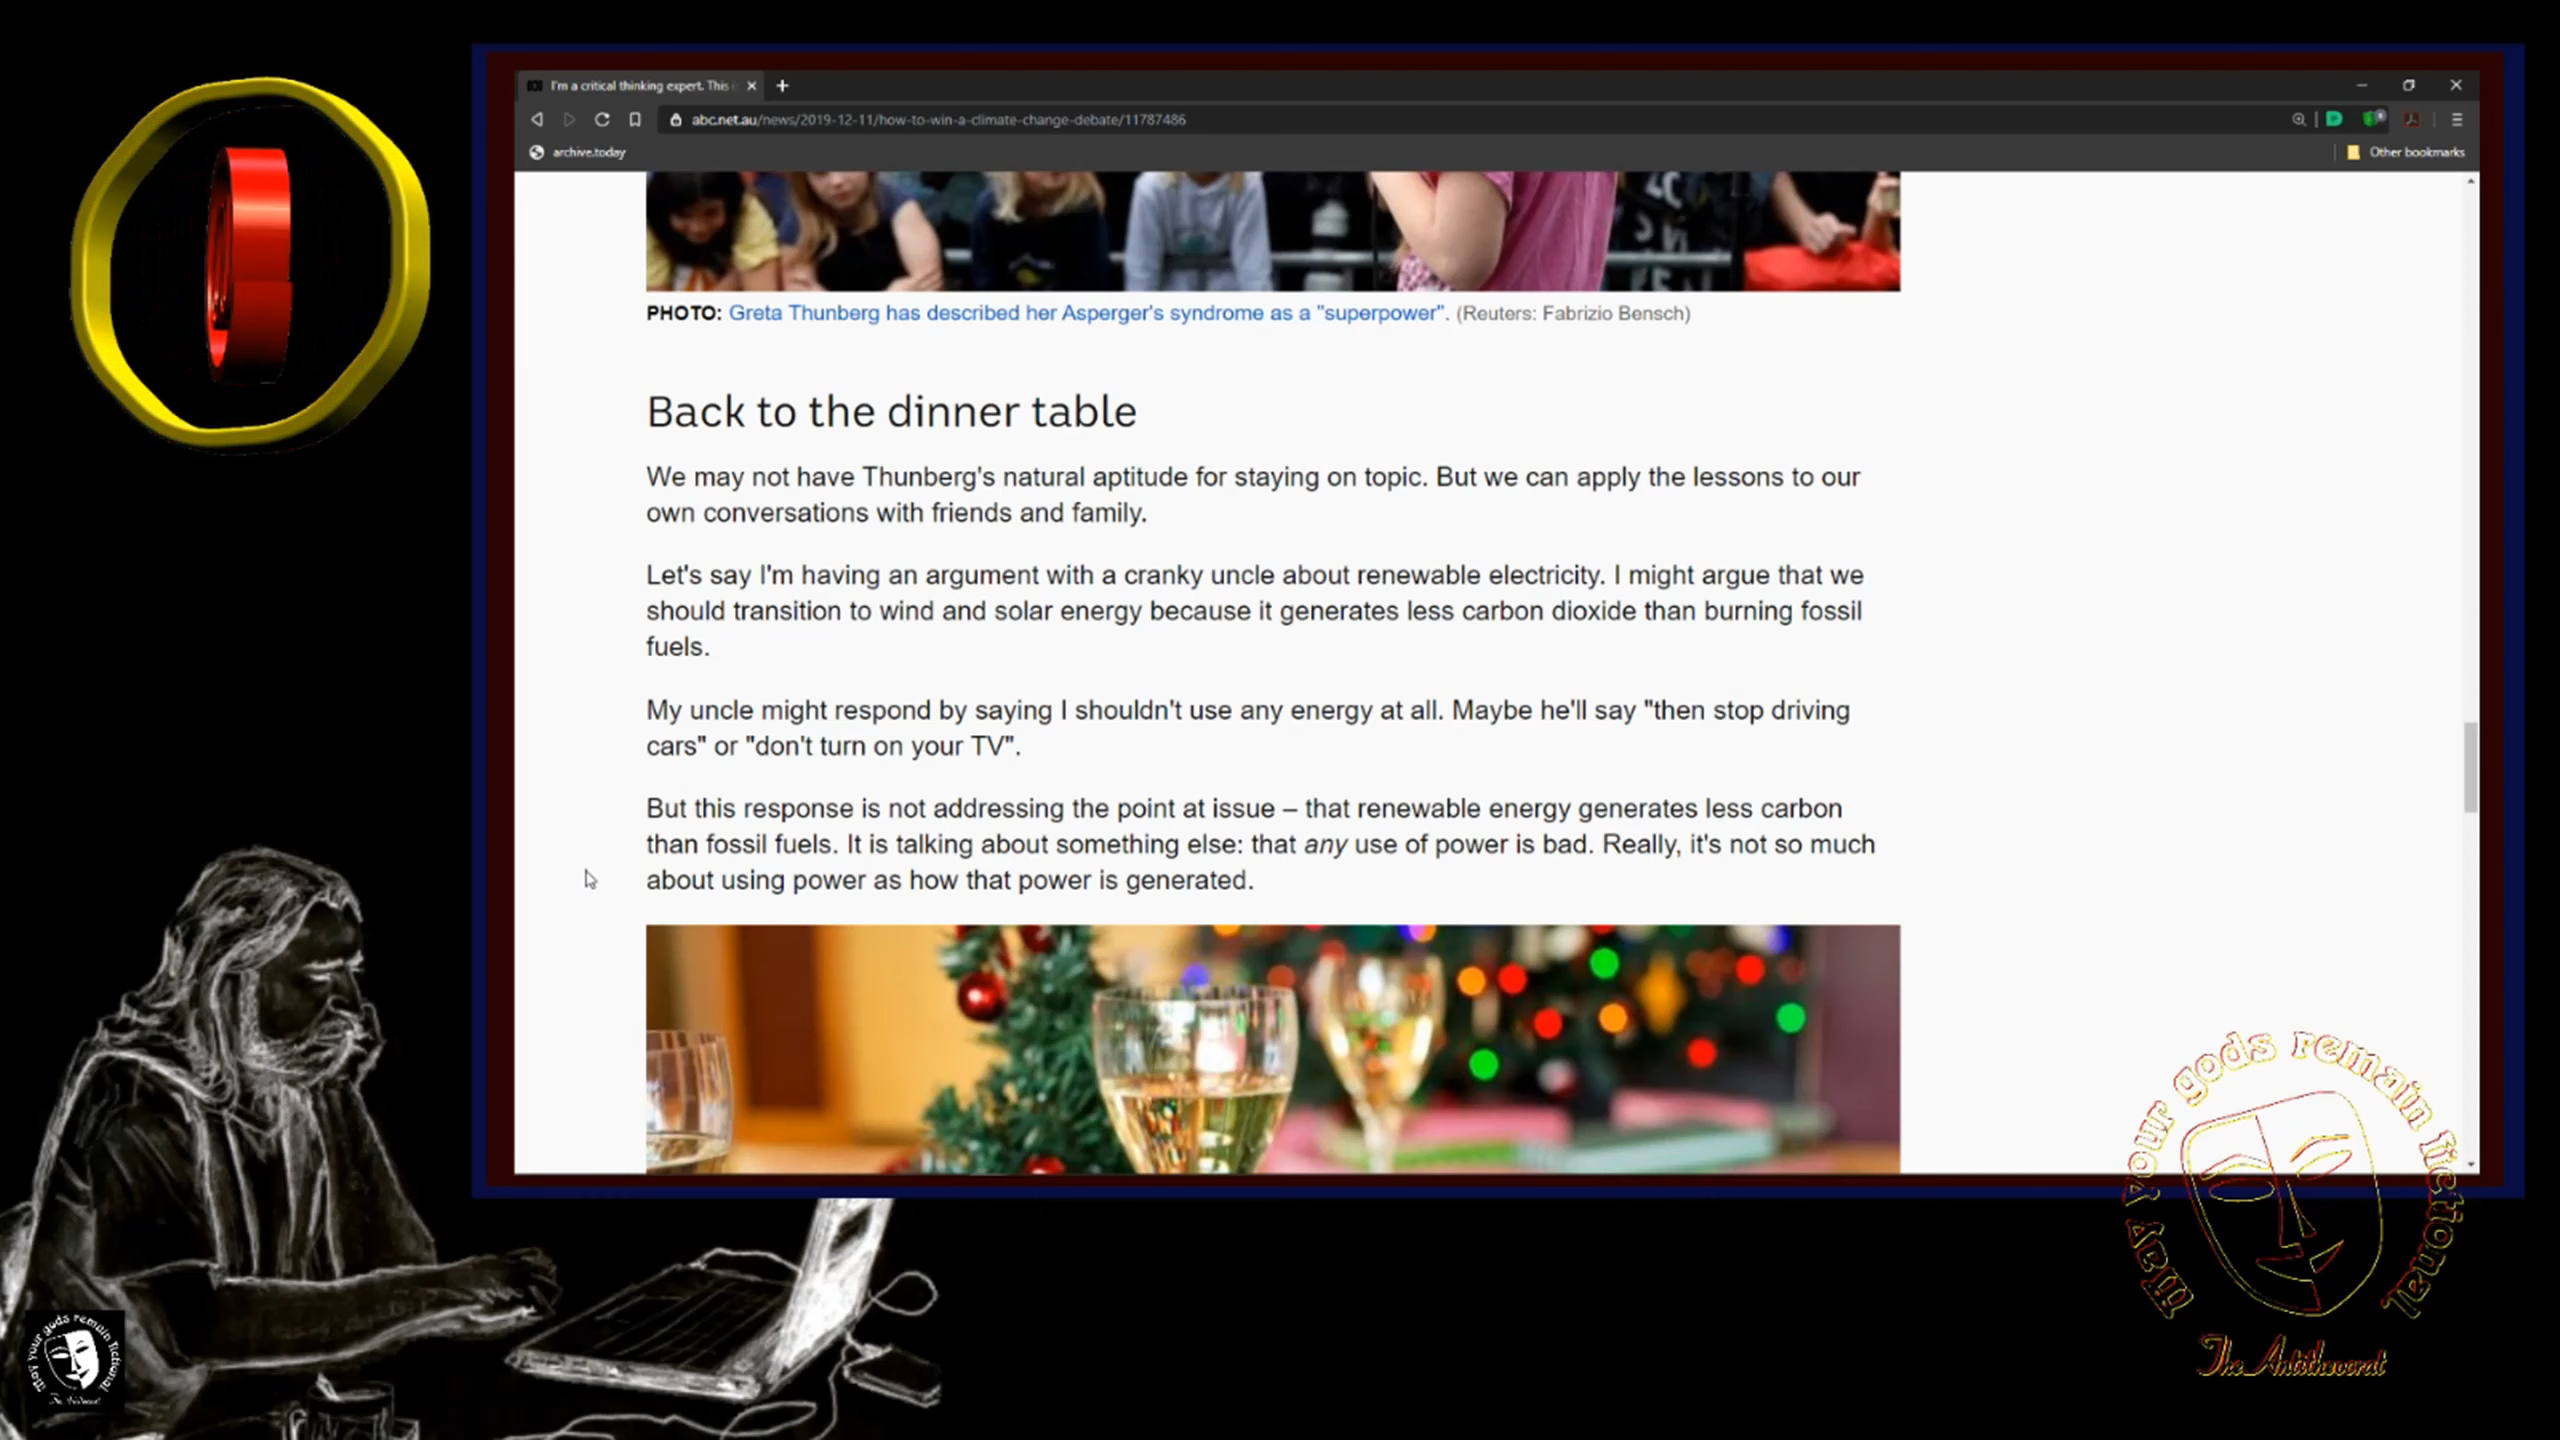 I'm a critical thinking expert. This i
abc.net.au/news/2019-12-11/how-to-win-a-climate-change-debate/11787486
archive.today
Other bookmarks
PHOTO: Greta Thunberg has described her Asperger's syndrome as a "superpower". (Reuters: Fabrizio Bensch)
Back to the dinner table
We may not have Thunberg's natural aptitude for staying on topic. But we can apply the lessons to our
own conversations with friends and family.
Let's say I'm having an argument with a cranky uncle about renewable electricity. I might argue that we
should transition to wind and solar energy because it generates less carbon dioxide than burning fossil
fuels.
My uncle might respond by saying I shouldn't use any energy at all. Maybe he'll say "then stop driving
cars" or "don't turn on your TV".
But this response is not addressing the point at issue – that renewable energy generates less carbon
than fossil fuels. It is talking about something else: that any use of power is bad. Really, it's not so much
about using power as how that power is generated.
May your gods remain fictional
The Antitheocrat
May your gods remain fictional